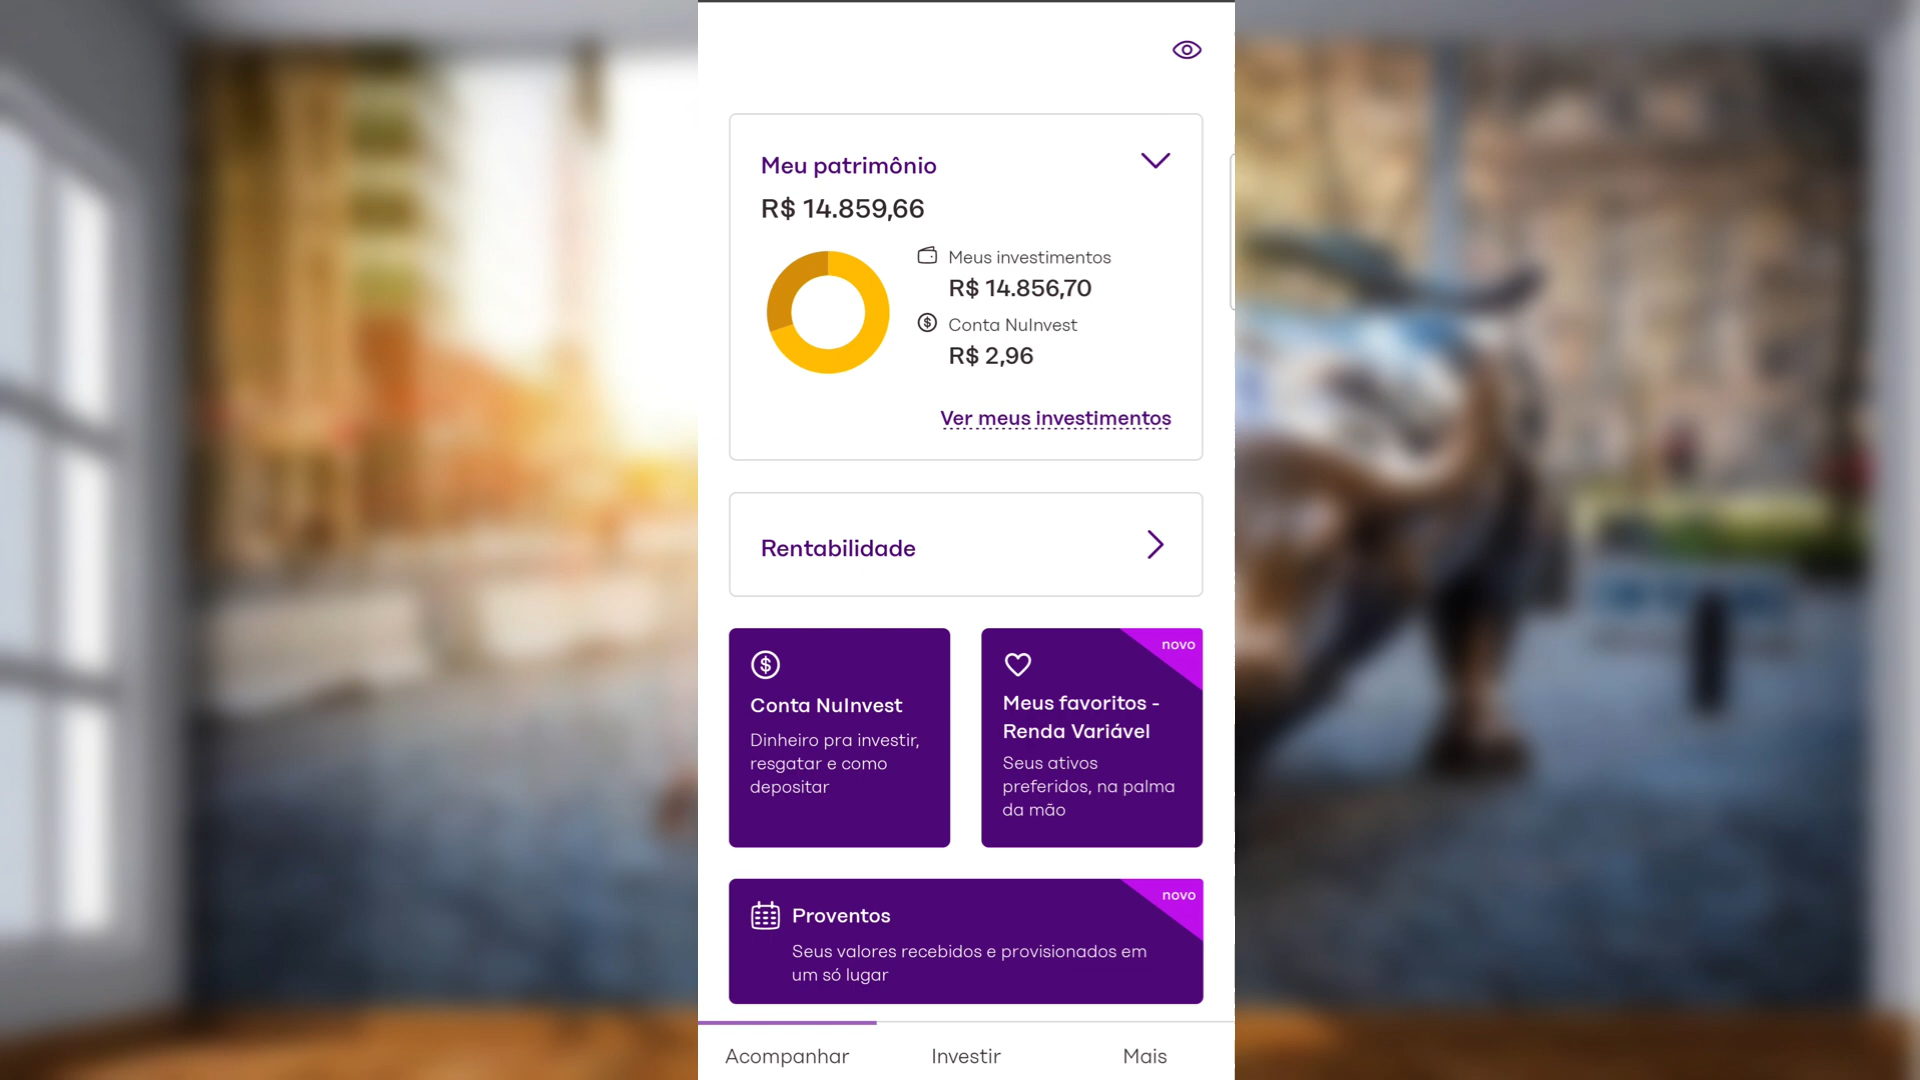 Meu patrimônio
R$ 14.859,66
Meus investimentos
R$ 14.856,70
Conta NuInvest
R$ 2,96
Ver meus investimentos
Rentabilidade
Conta NuInvest
Dinheiro pra investir,
resgatar e como
depositar
novo
Meus favoritos -
Renda Variável
Seus ativos
preferidos, na palma
da mão
novo
Proventos
Seus valores recebidos e provisionados em
um só lugar
Acompanhar
Investir
Mais